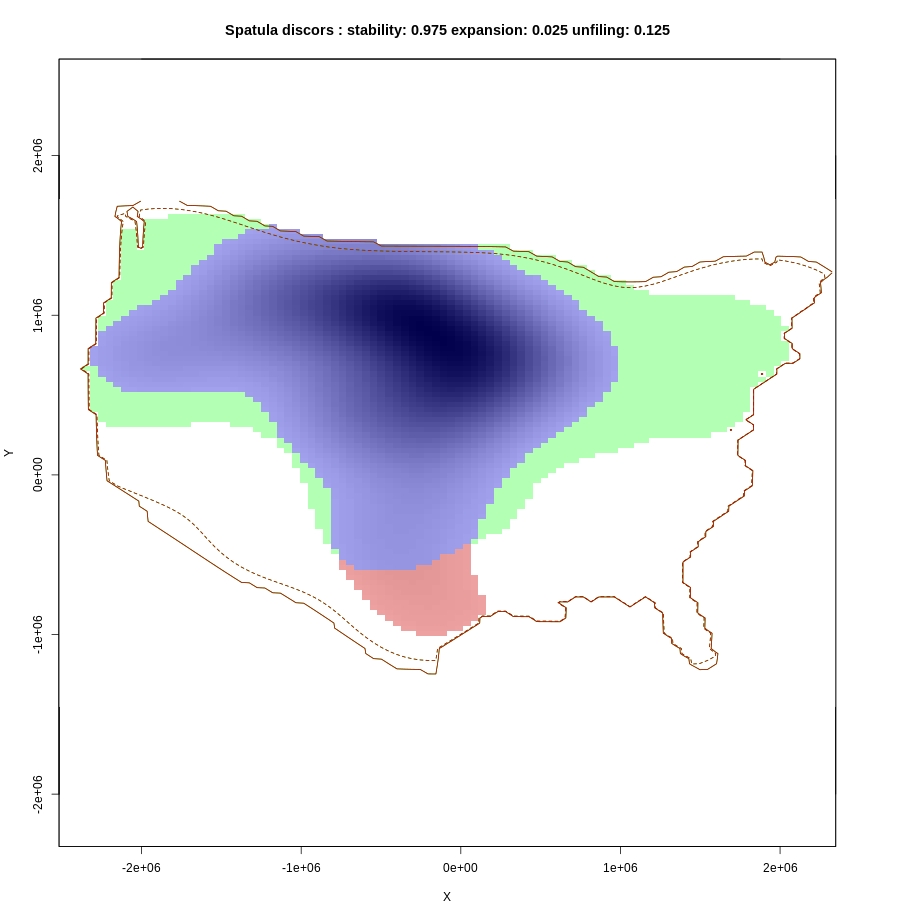 Spatula discors : stability: 0.975 expansion: 0.025 unfiling: 0.125
2e+06
1e+06
Y
0e+00
-1e+06
-2e+06
-2e+06 -1e+06 0e+00 1e+06 2e+06
X